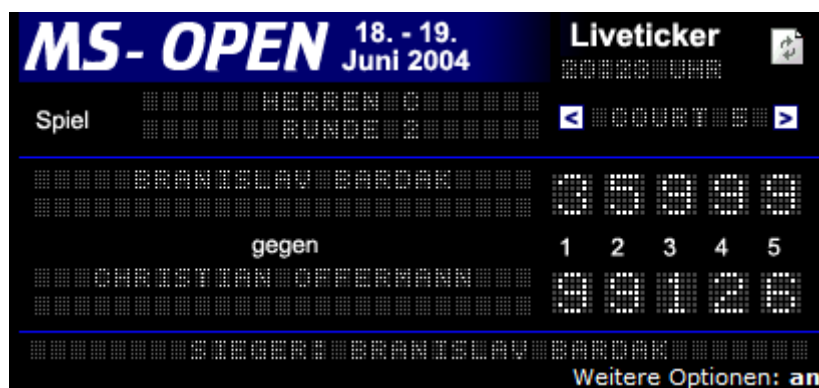 MS- OPEN 18. - 19. Juni 2004 Liveticker
20:20 UHR
Spiel HERREN C
RUNDE 2
< COURT 5 >
BRANISLAV BARDAK 3 5 9 9 9
gegen 1 2 3 4 5
CHRISTIAN OFFERMANN 9 9 1 2 6
SIEGER: BRANISLAV BARDAK
Weitere Optionen: an